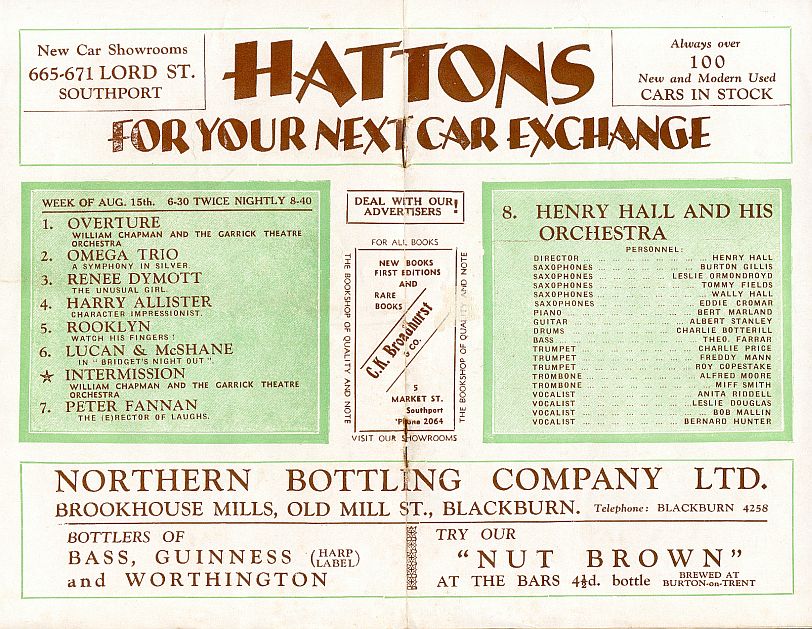 New Car Showrooms
665-671 LORD ST.
SOUTHPORT
HATTONS
Always over
100
New and Modern Used
CARS IN STOCK
FOR YOUR NEXT CAR EXCHANGE
WEEK OF AUG. 15th. 6-30 TWICE NIGHTLY 8-40
1. OVERTURE
WILLIAM CHAPMAN AND THE GARRICK THEATRE
ORCHESTRA
2. OMEGA TRIO
A SYMPHONY IN SILVER
3. RENEE DYMOTT
THE UNUSUAL GIRL.
4. HARRY ALLISTER
CHARACTER IMPRESSIONIST.
5. ROOKLYN
WATCH HIS FINGERS!
6. LUCAN & McSHANE
IN "BRIDGET'S NIGHT OUT".
☆ INTERMISSION
WILLIAM CHAPMAN AND THE GARRICK THEATRE
ORCHESTRA
7. PETER FANNAN
THE (E)RECTOR OF LAUGHS.
DEAL WITH OUR
ADVERTISERS!
FOR ALL BOOKS
THE BOOKSHOP OF QUALITY AND NOTE
NEW BOOKS
FIRST EDITIONS
AND
RARE
BOOKS
C.K. Broadhurst
& CO.
5
MARKET ST.
Southport
'Phone 2064
THE BOOKSHOP OF QUALITY AND NOTE
VISIT OUR SHOWROOMS
8. HENRY HALL AND HIS
ORCHESTRA
PERSONNEL:
DIRECTOR ... HENRY HALL
SAXOPHONES ... BURTON GILLIS
SAXOPHONES ... LESLIE ORMONDROYD
SAXOPHONES ... TOMMY FIELDS
SAXOPHONES ... WALLY HALL
SAXOPHONES ... EDDIE CROMAR
PIANO ... BERT MARLAND
GUITAR ... ALBERT STANLEY
DRUMS ... CHARLIE BOTTERILL
BASS ... THEO. FARRAR
TRUMPET ... CHARLIE PRICE
TRUMPET ... FREDDY MANN
TRUMPET ... ROY COPESTAKE
TROMBONE ... ALFRED MOORE
TROMBONE ... MIFF SMITH
VOCALIST ... ANITA RIDDELL
VOCALIST ... LESLIE DOUGLAS
VOCALIST ... BOB MALLIN
VOCALIST ... BERNARD HUNTER
NORTHERN BOTTLING COMPANY LTD.
BROOKHOUSE MILLS, OLD MILL ST., BLACKBURN. Telephone: BLACKBURN 4258
BOTTLERS OF
BASS, GUINNESS (HARP LABEL)
and WORTHINGTON
TRY OUR
"NUT BROWN"
AT THE BARS 4½d. bottle BREWED AT BURTON-on-TRENT